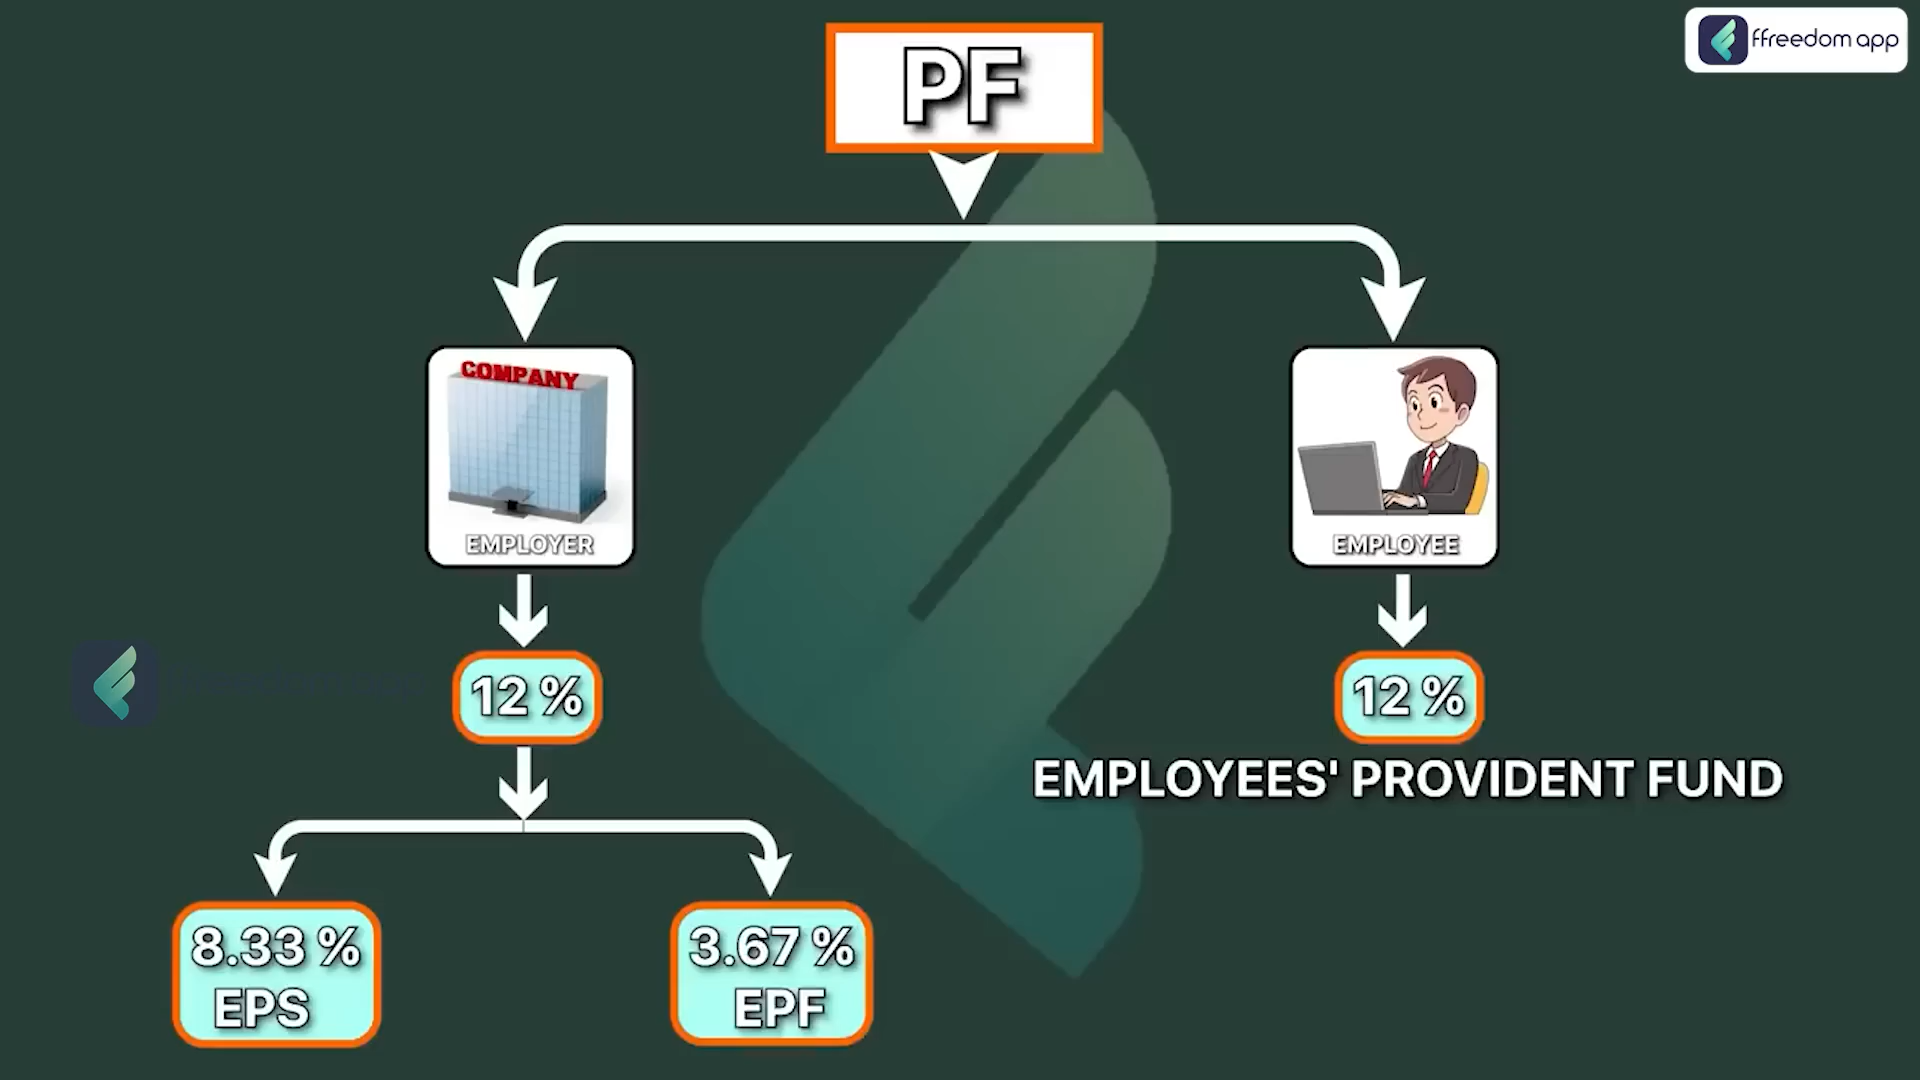 PF
ffreedom app
COMPANY
EMPLOYER
EMPLOYEE
12 %
12 %
EMPLOYEES' PROVIDENT FUND
8.33 %
EPS
3.67 %
EPF